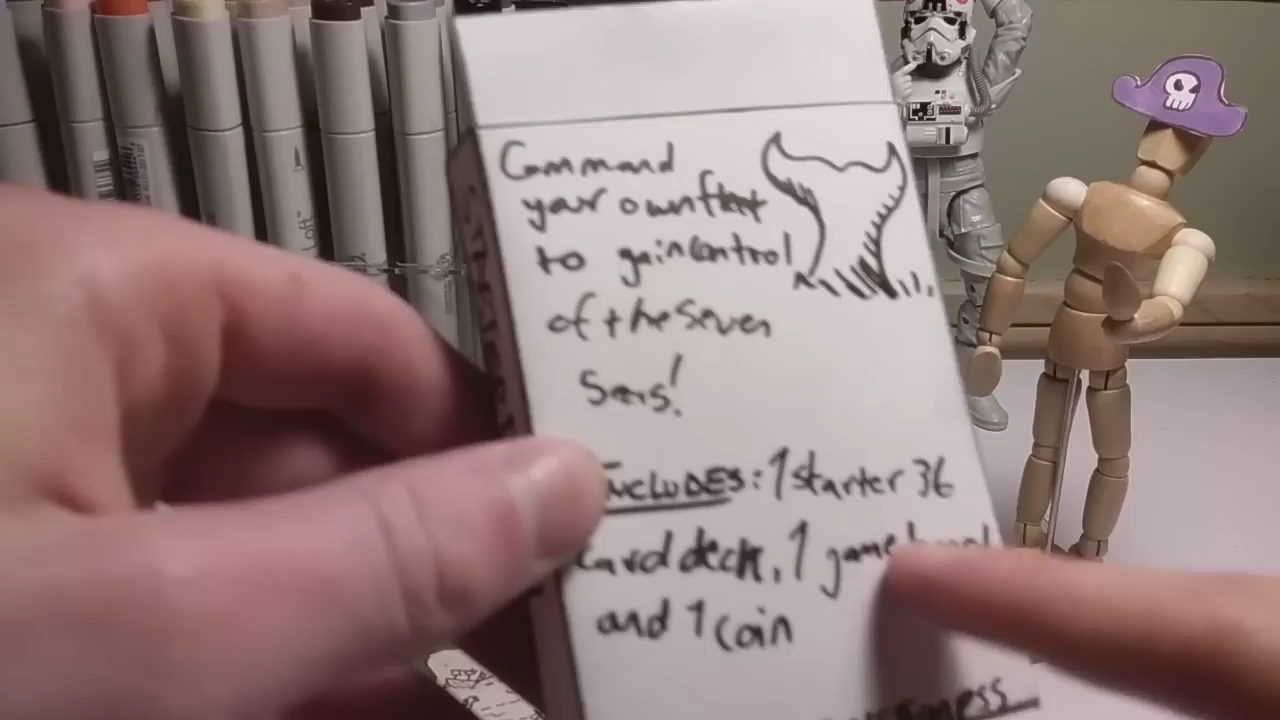 Command
your own fleet
to gain control
of the Seven
Seas!
INCLUDES: 1 starter 36
card deck, 1 game board
and 1 coin